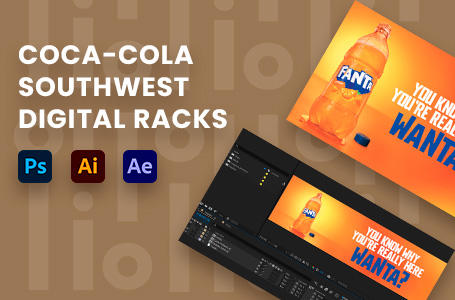 COCA-COLA
SOUTHWEST
DIGITAL RACKS
Ps
Ai
Ae
FANTA
YOU KNOW
YOU'RE REALLY
WANTA
FANTA
YOU KNOW WHY
YOU'RE REALLY HERE
WANTA?